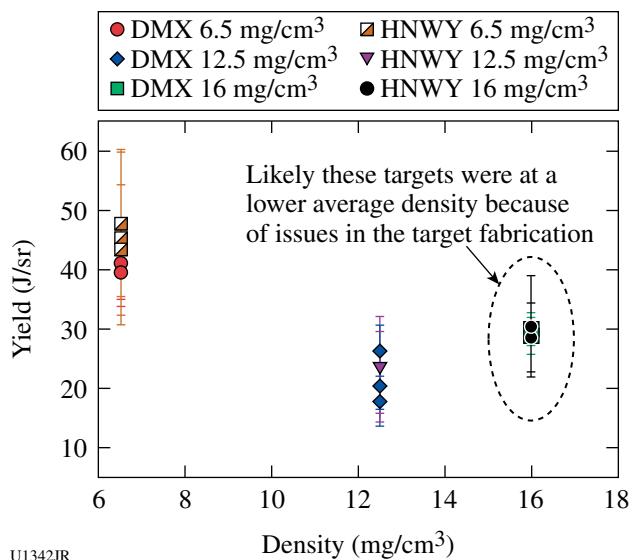 DMX 6.5 mg/cm³ HNWY 6.5 mg/cm³
DMX 12.5 mg/cm³ HNWY 12.5 mg/cm³
DMX 16 mg/cm³ HNWY 16 mg/cm³
60
50
40
30
20
10
Yield (J/sr)
Likely these targets were at a
lower average density because
of issues in the target fabrication
6 8 10 12 14 16 18
Density (mg/cm³)
U1342JR